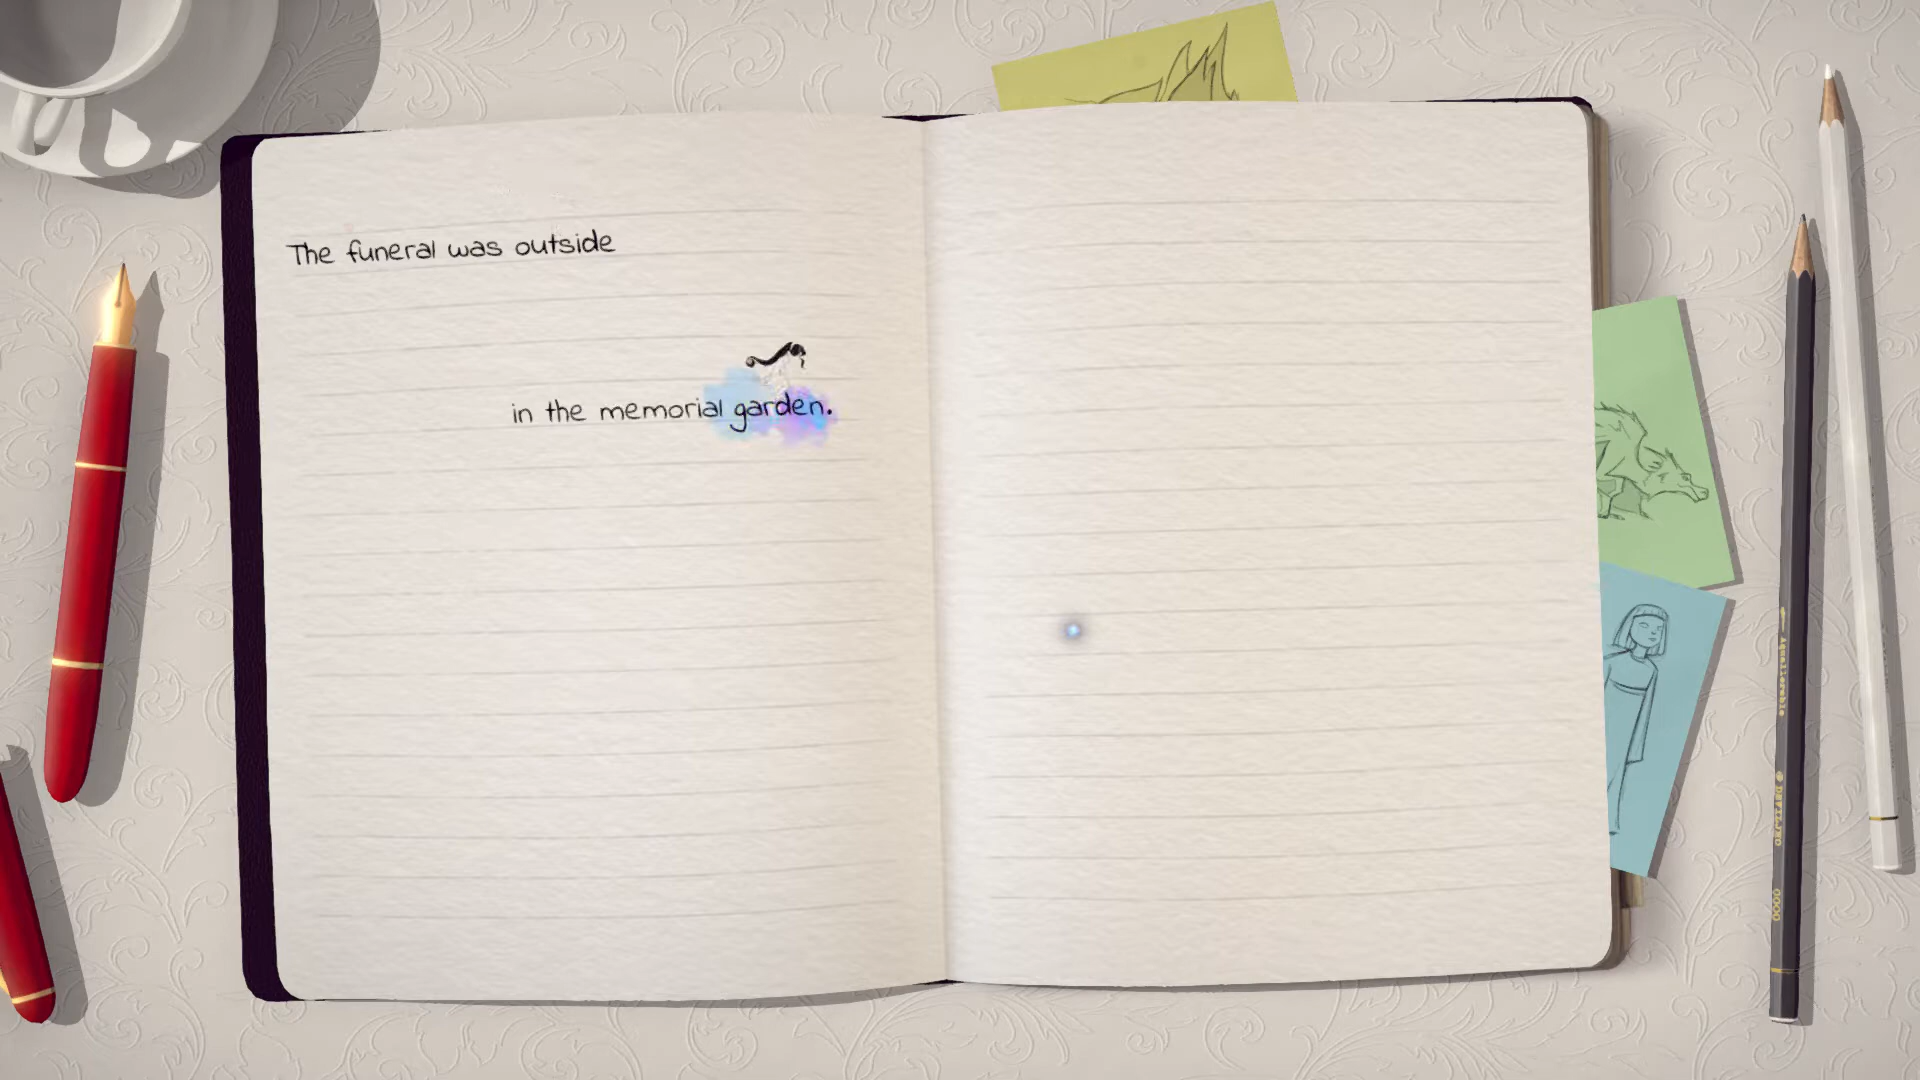 The funeral was outside
in the memorial garden.